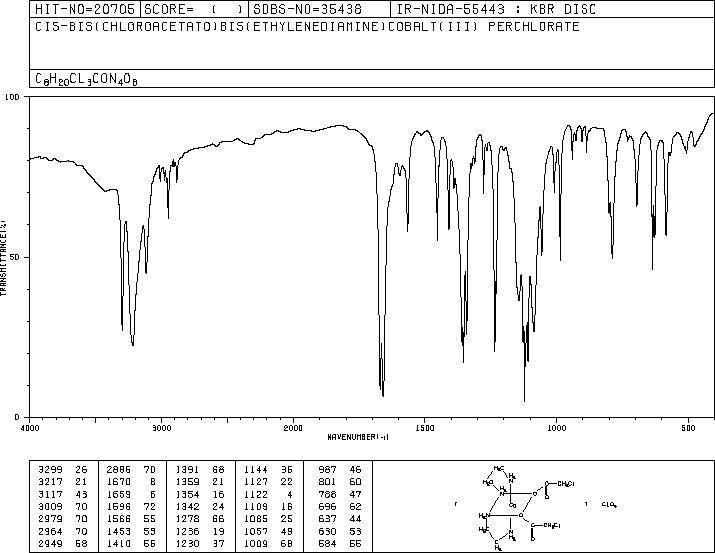 HIT-NO=20705 SCORE= ( ) SDBS-NO=35438 IR-NIDA-55443 : KBR DISC
CIS-BIS(CHLOROACETATO)BIS(ETHYLENEDIAMINE)COBALT(III) PERCHLORATE
C8H20CL3CON4O8
100
50
0
TRANSMITTANCE(%)
4000 3000 2000 1500 1000 500
WAVENUMBER(-1)
3299 26 2886 70 1391 68 1144 36 987 46
3217 21 1670 8 1359 21 1127 22 801 60
3117 43 1659 6 1354 16 1122 4 788 47
3009 70 1596 72 1342 24 1109 16 696 62
2979 70 1566 55 1278 66 1085 25 637 44
2964 70 1453 53 1236 19 1057 49 630 53
2949 58 1410 56 1230 37 1009 68 584 55